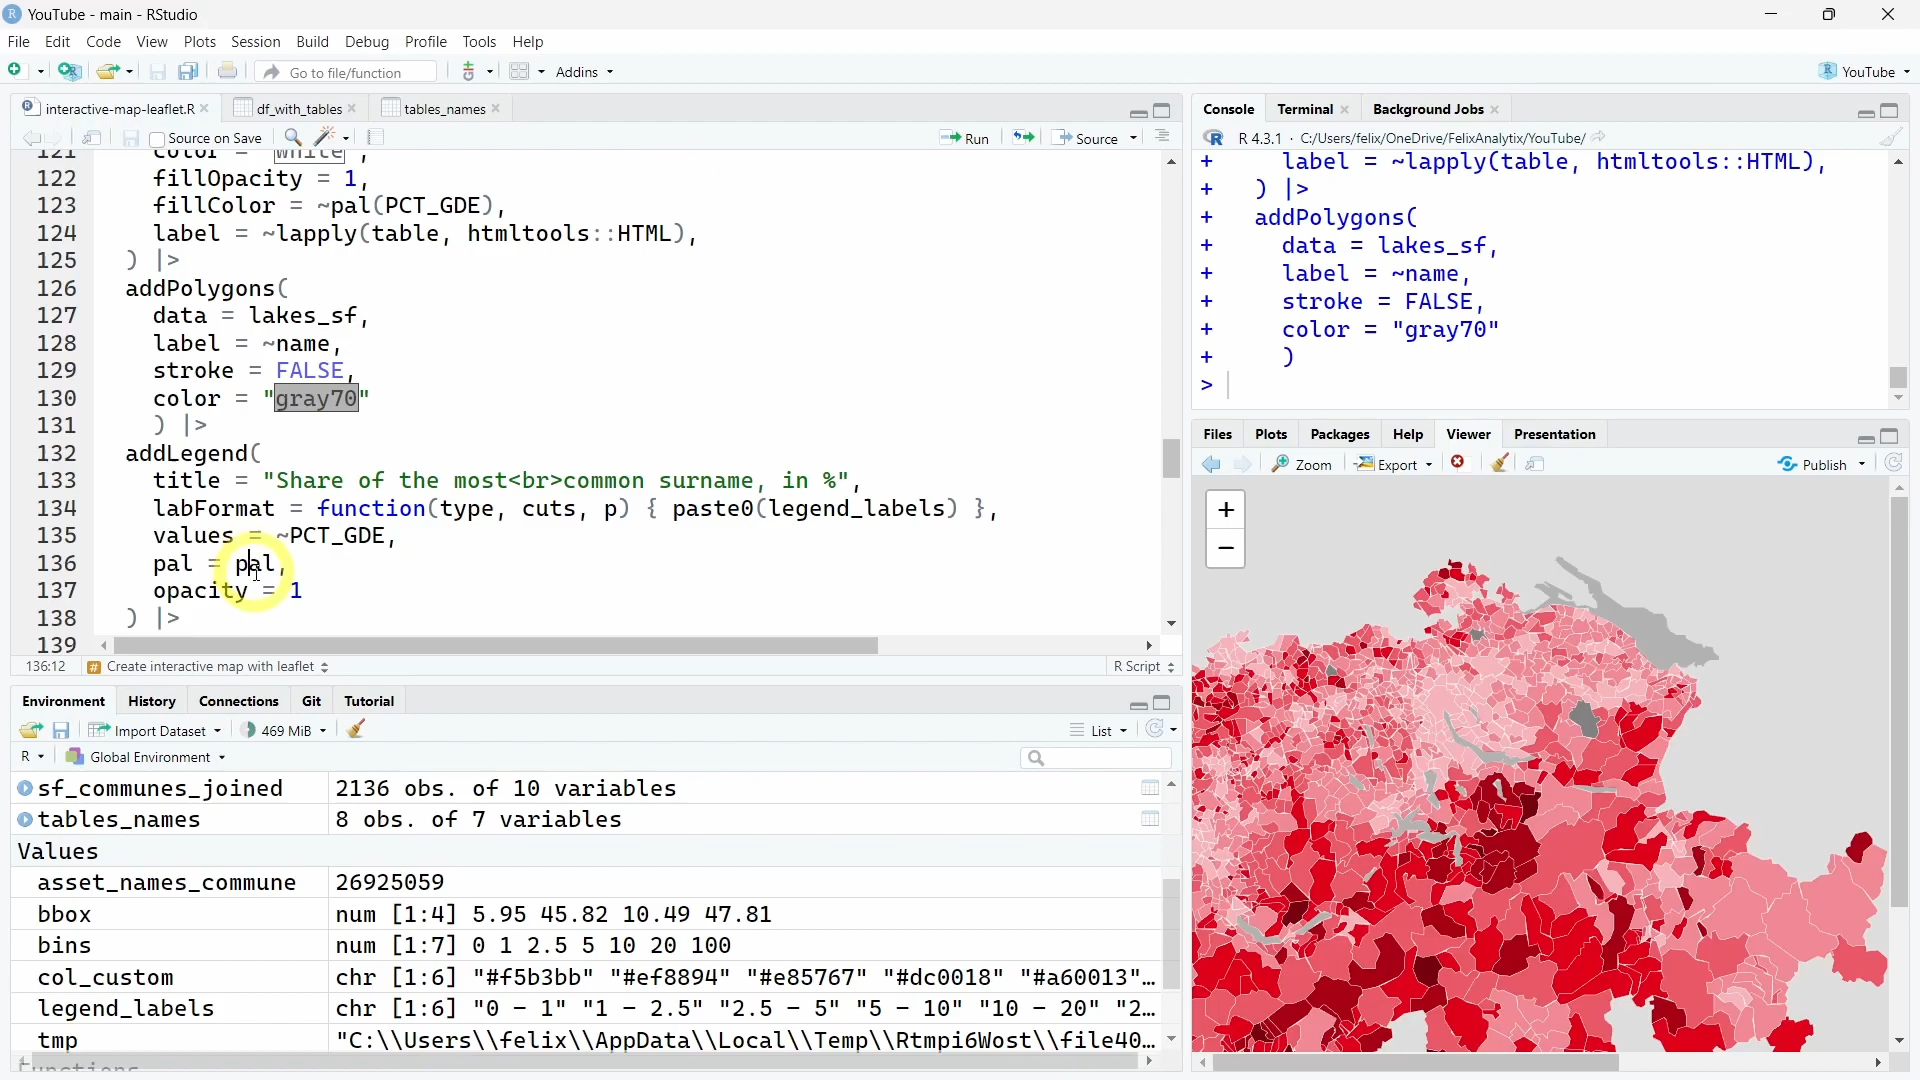 YouTube - main - RStudio
File Edit Code View Plots Session Build Debug Profile Tools Help
Go to file/function Addins YouTube
interactive-map-leaflet.R df_with_tables tables_names
Source on Save Run Source
121 color = "white",
122 fillOpacity = 1,
123 fillColor = ~pal(PCT_GDE),
124 label = ~lapply(table, htmltools::HTML),
125 ) |>
126 addPolygons(
127 data = lakes_sf,
128 label = ~name,
129 stroke = FALSE,
130 color = "gray70"
131 ) |>
132 addLegend(
133 title = "Share of the most<br>common surname, in %",
134 labFormat = function(type, cuts, p) { paste0(legend_labels) },
135 values = ~PCT_GDE,
136 pal = pal,
137 opacity = 1
138 ) |>
139
136:12 # Create interactive map with leaflet R Script
Environment History Connections Git Tutorial
Import Dataset 469 MiB List
R Global Environment
sf_communes_joined 2136 obs. of 10 variables
tables_names 8 obs. of 7 variables
Values
asset_names_commune 26925059
bbox num [1:4] 5.95 45.82 10.49 47.81
bins num [1:7] 0 1 2.5 5 10 20 100
col_custom chr [1:6] "#f5b3bb" "#ef8894" "#e85767" "#dc0018" "#a60013"…
legend_labels chr [1:6] "0 - 1" "1 - 2.5" "2.5 - 5" "5 - 10" "10 - 20" "2…
tmp "C:\\Users\\felix\\AppData\\Local\\Temp\\Rtmpi6Wost\\file40…
Functions
Console Terminal Background Jobs
R 4.3.1 · C:/Users/felix/OneDrive/FelixAnalytix/YouTube/
+ label = ~lapply(table, htmltools::HTML),
+ ) |>
+ addPolygons(
+ data = lakes_sf,
+ label = ~name,
+ stroke = FALSE,
+ color = "gray70"
+ )
>
Files Plots Packages Help Viewer Presentation
Zoom Export Publish
+
−